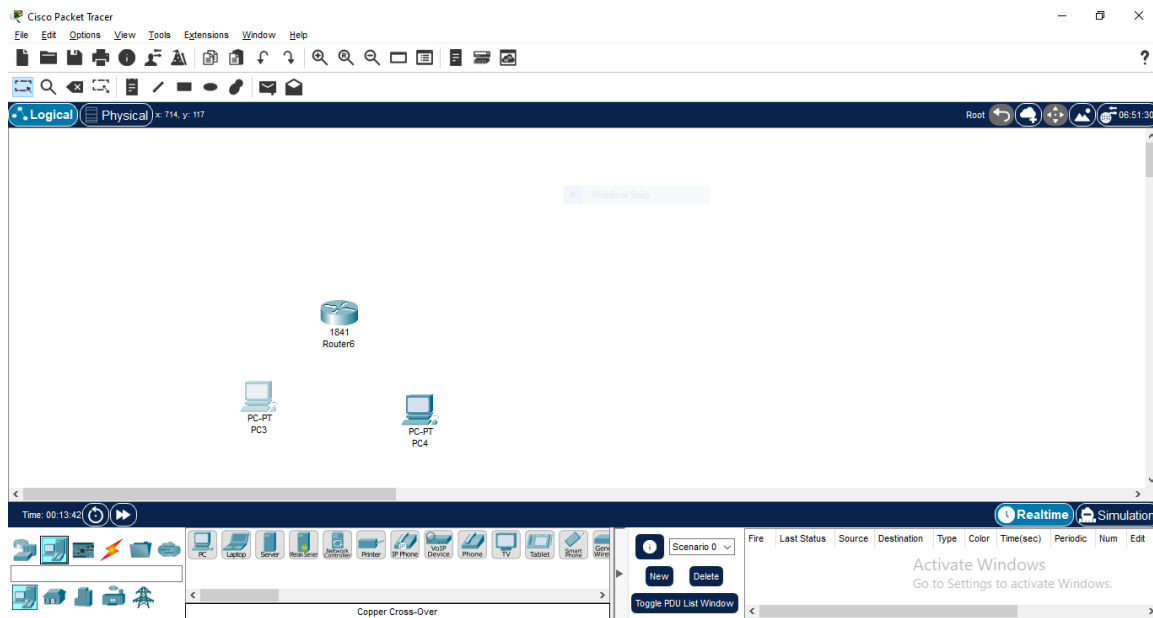 Cisco Packet Tracer
File Edit Options View Tools Extensions Window Help
?
Logical Physical x: 714, y: 117 Root 06:51:30
Window Snip
1841
Router6
PC-PT
PC3
PC-PT
PC4
Time: 00:13:42 Realtime Simulation
PC Laptop Server Meraki Server Network Controller Printer IP Phone VoIP Device Phone TV Tablet Smart Phone
Scenario 0
New Delete
Toggle PDU List Window
Fire Last Status Source Destination Type Color Time(sec) Periodic Num Edit
Activate Windows
Go to Settings to activate Windows.
Copper Cross-Over